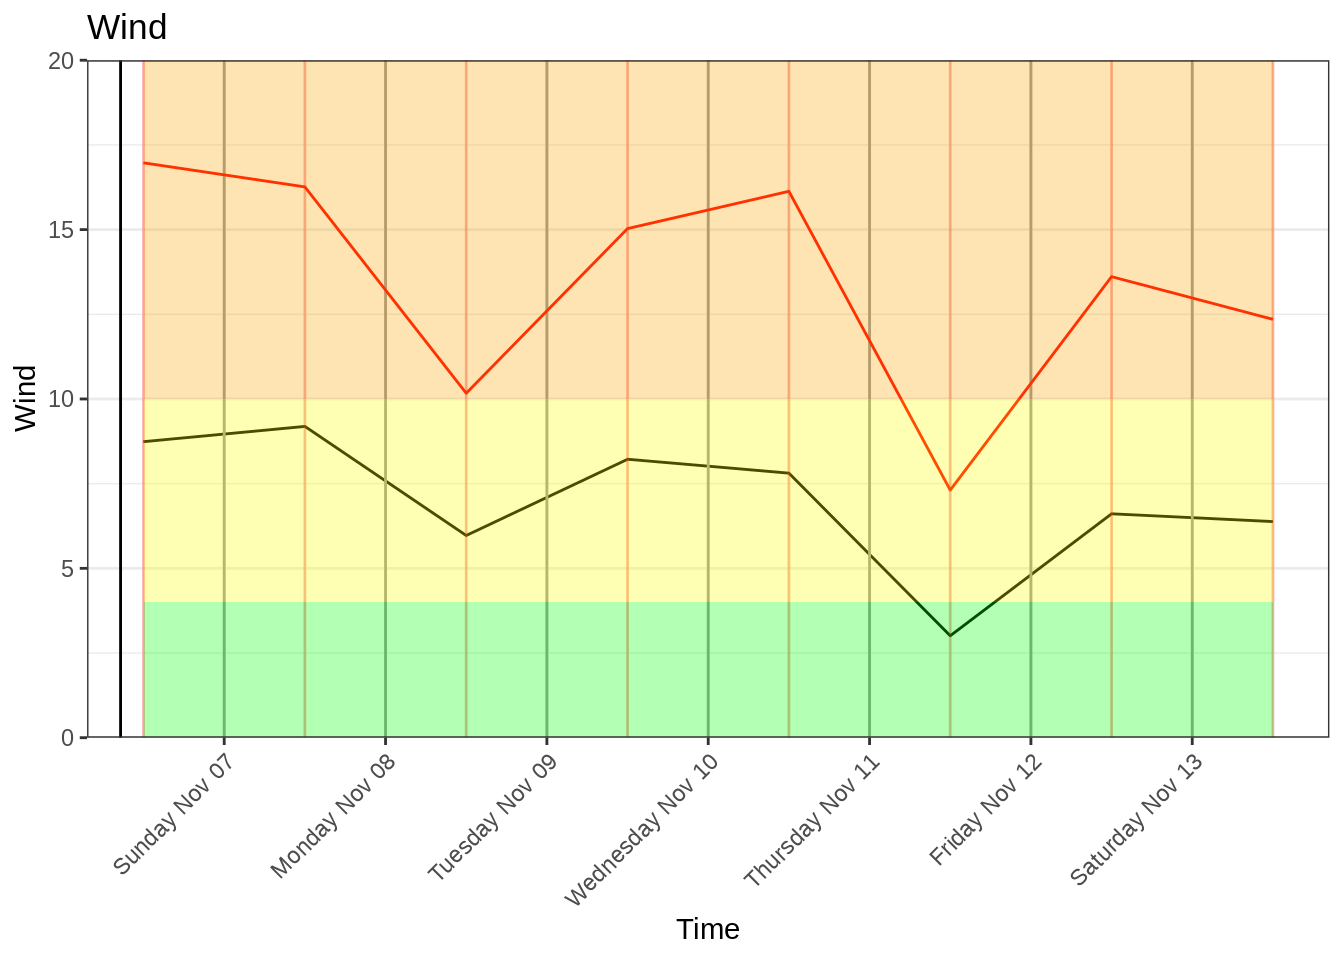 Wind
20
15
10
5
0
Wind
Sunday Nov 07
Monday Nov 08
Tuesday Nov 09
Wednesday Nov 10
Thursday Nov 11
Friday Nov 12
Saturday Nov 13
Time